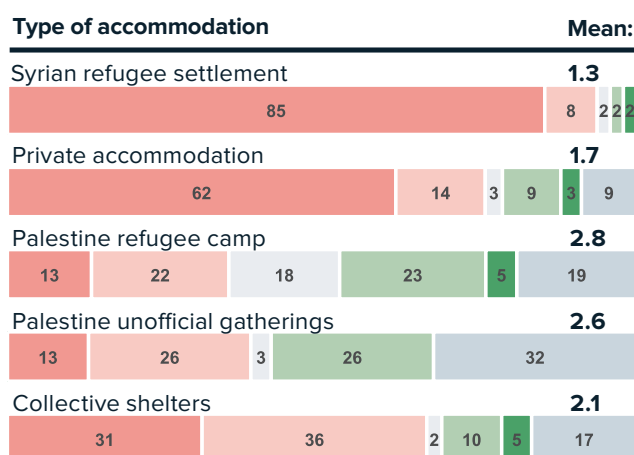 Type of accommodation Mean:
Syrian refugee settlement 1.3
85 8 2 2 2
Private accommodation 1.7
62 14 3 9 3 9
Palestine refugee camp 2.8
13 22 18 23 5 19
Palestine unofficial gatherings 2.6
13 26 3 26 32
Collective shelters 2.1
31 36 2 10 5 17